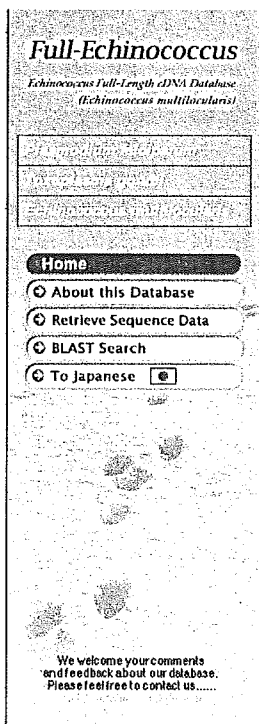 Full-Echinococcus
Echinococcus Full-Length cDNA Database
(Echinococcus multilocularis)
Home
About this Database
Retrieve Sequence Data
BLAST Search
To Japanese
We welcome your comments
and feedback about our database.
Please feel free to contact us......